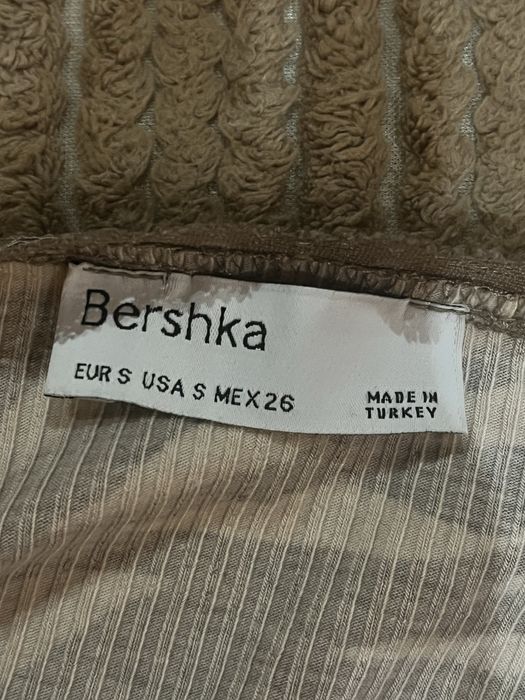 Bershka
EUR S USA S MEX 26
MADE IN
TURKEY